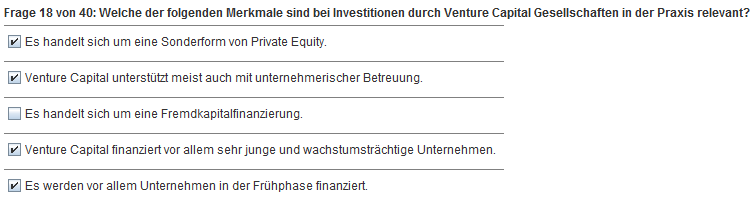 Frage 18 von 40: Welche der folgenden Merkmale sind bei Investitionen durch Venture Capital Gesellschaften in der Praxis relevant?
Es handelt sich um eine Sonderform von Private Equity.
Venture Capital unterstützt meist auch mit unternehmerischer Betreuung.
Es handelt sich um eine Fremdkapitalfinanzierung.
Venture Capital finanziert vor allem sehr junge und wachstumsträchtige Unternehmen.
Es werden vor allem Unternehmen in der Frühphase finanziert.